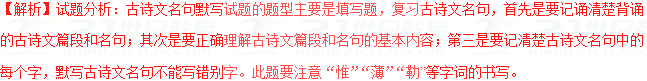 【解析】试题分析：古诗文名句默写试题的题型主要是填写题，复习古诗文名句，首先是要记诵清楚背诵
的古诗文篇段和名句；其次是要正确理解古诗文篇段和名句的基本内容；第三是要记清楚古诗文名句中的
每个字，默写古诗文名句不能写错别字。此题要注意“惟”“薄”“勒”等字词的书写。